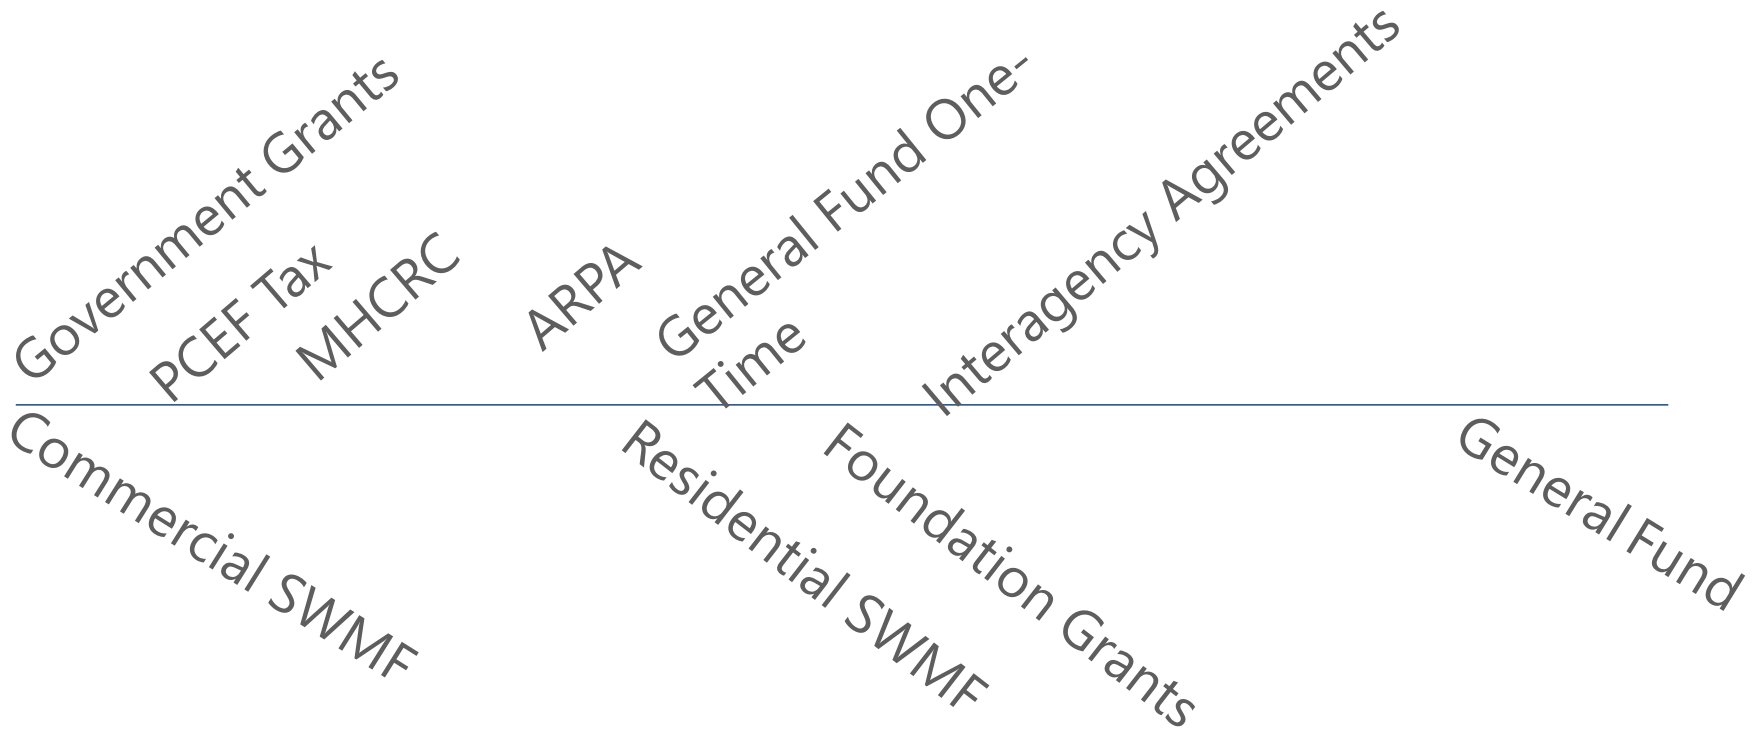 Government Grants
PCEF Tax
MHCRC
ARPA
General Fund One-
Time
Interagency Agreements
Commercial SWMF
Residential SWMF
Foundation Grants
General Fund